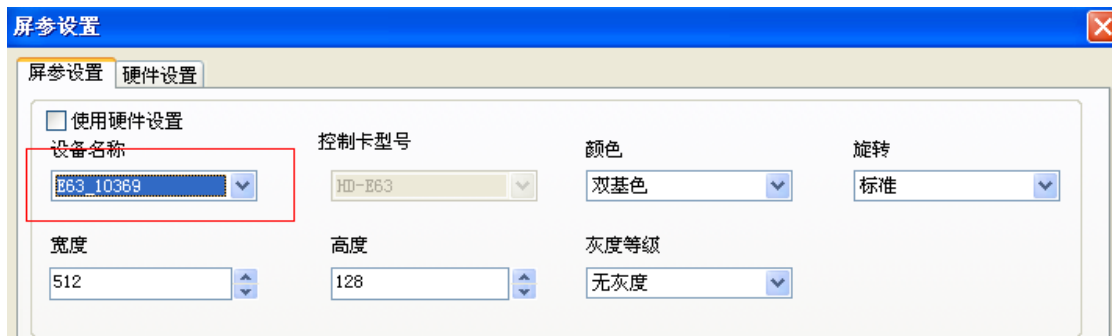 屏参设置
屏参设置 硬件设置
使用硬件设置
设备名称 控制卡型号 颜色 旋转
E63_10369 HD-E63 双基色 标准
宽度 高度 灰度等级
512 128 无灰度